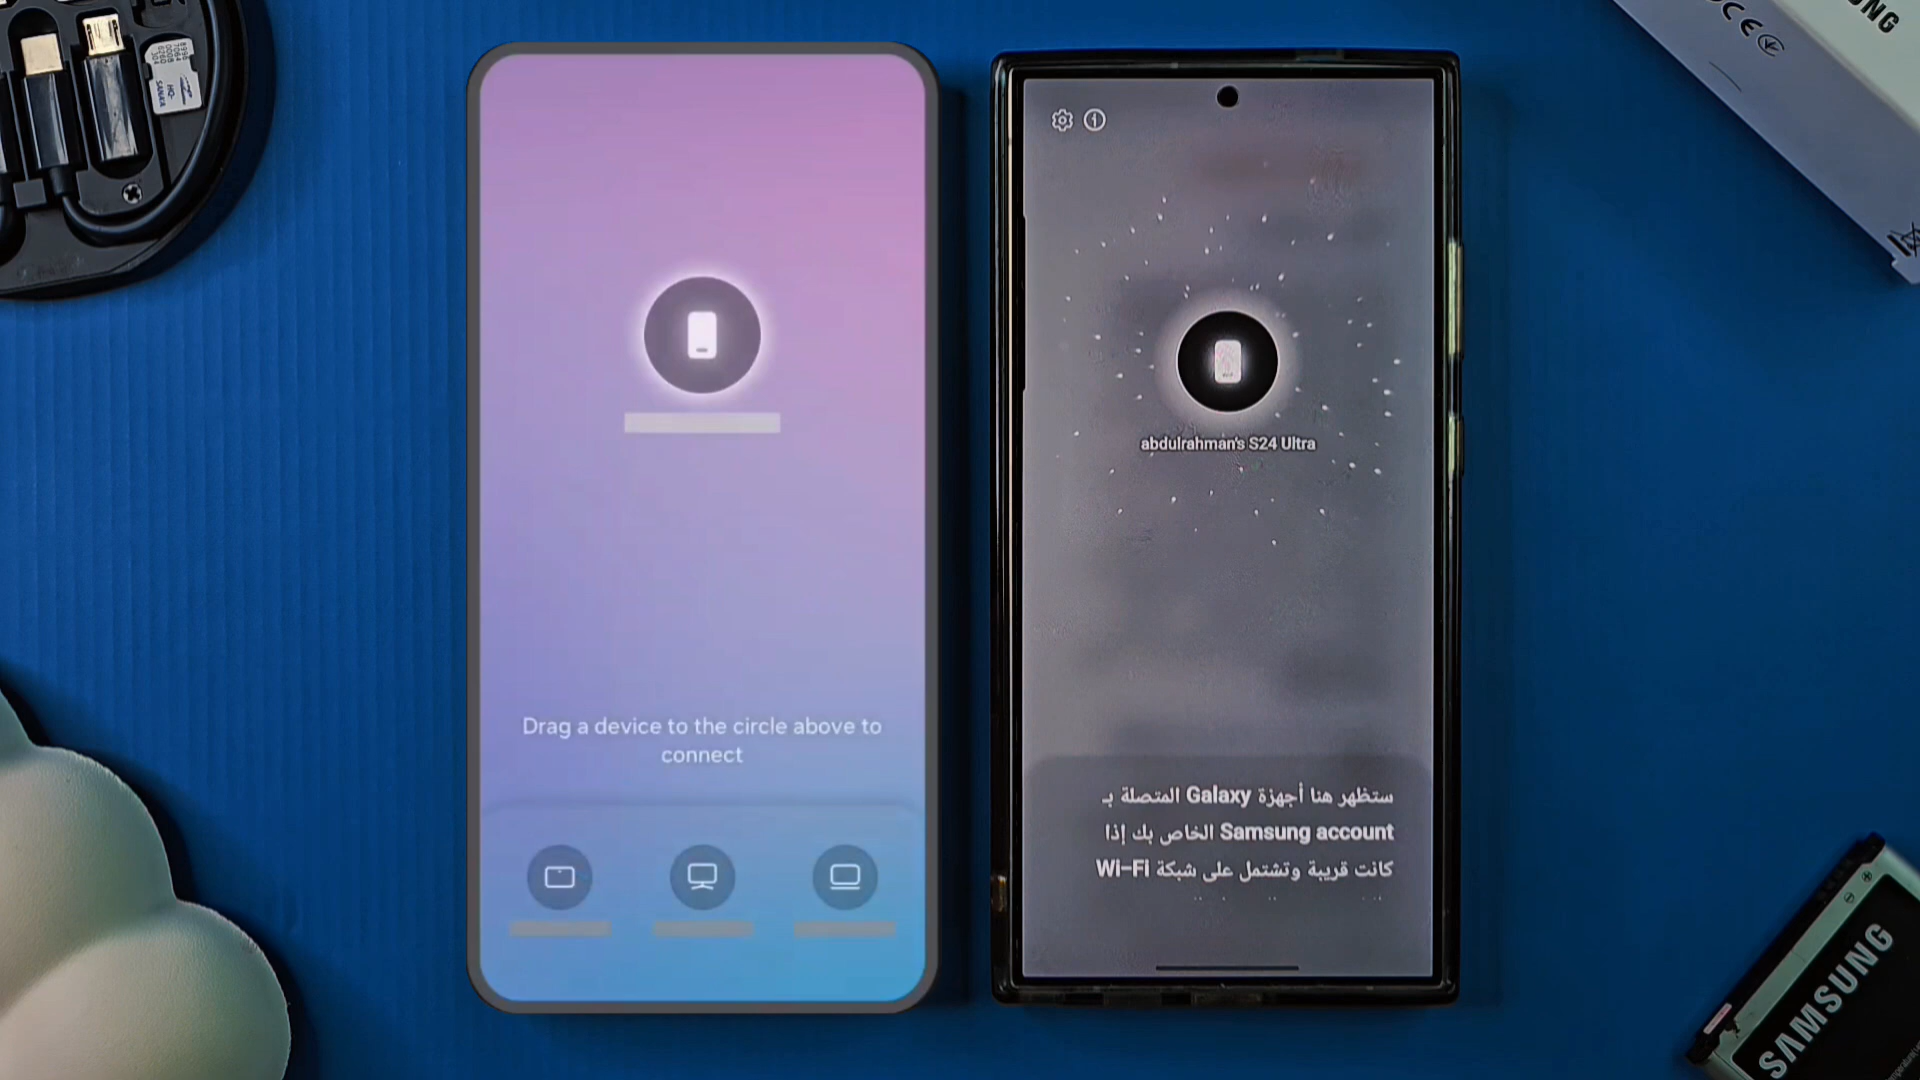 Drag a device to the circle above to
connect
abdulrahman's S24 Ultra
ستظهر هنا أجهزة Galaxy المتصلة بـ
Samsung account الخاص بك إذا
كانت قريبة وتشتمل على شبكة Wi-Fi
SAMSUNG